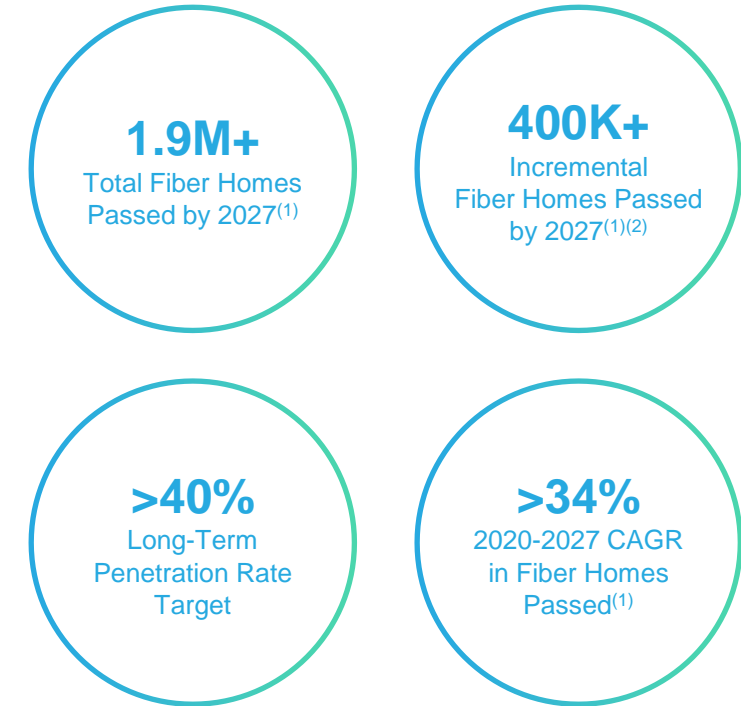 1.9M+
Total Fiber Homes
Passed by 2027(1)
400K+
Incremental
Fiber Homes Passed
by 2027(1)(2)
>40%
Long-Term
Penetration Rate
Target
>34%
2020-2027 CAGR
in Fiber Homes
Passed(1)